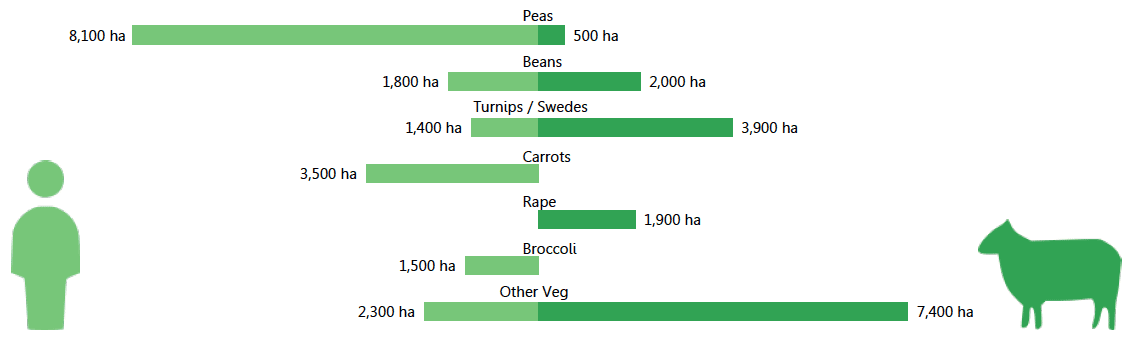 Peas
8,100 ha 500 ha
Beans
1,800 ha 2,000 ha
Turnips / Swedes
1,400 ha 3,900 ha
Carrots
3,500 ha
Rape
1,900 ha
Broccoli
1,500 ha
Other Veg
2,300 ha 7,400 ha